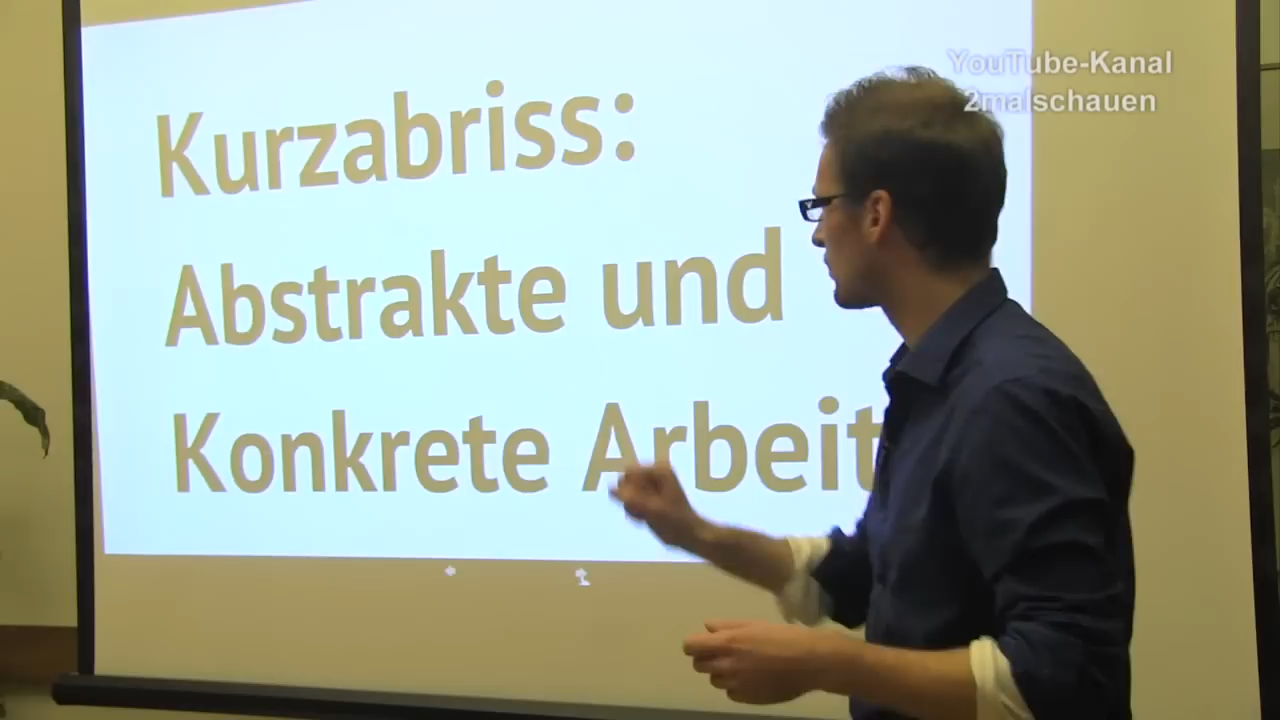 YouTube-Kanal
2malschauen
Kurzabriss:
Abstrakte und
Konkrete Arbeit